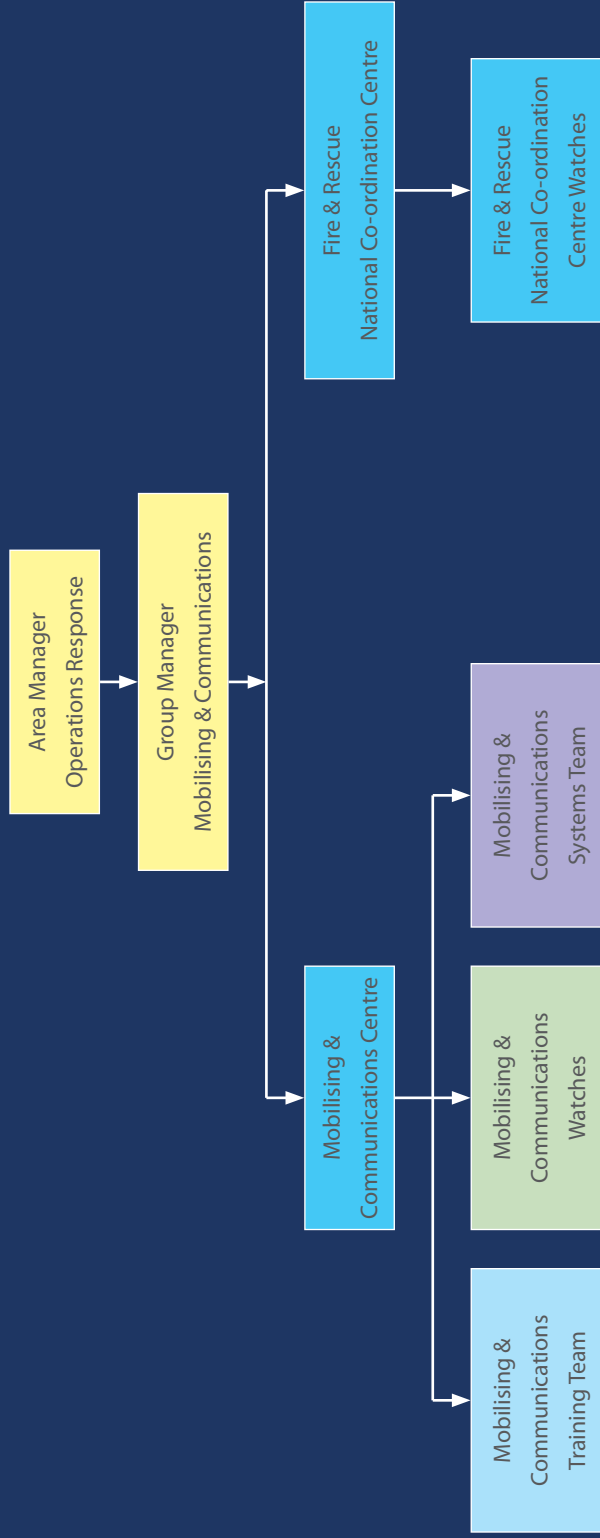 Area Manager
Operations Response
Group Manager
Mobilising & Communications
Mobilising &
Communications Centre
Fire & Rescue
National Co-ordination Centre
Mobilising &
Communications
Training Team
Mobilising &
Communications
Watches
Mobilising &
Communications
Systems Team
Fire & Rescue
National Co-ordination
Centre Watches